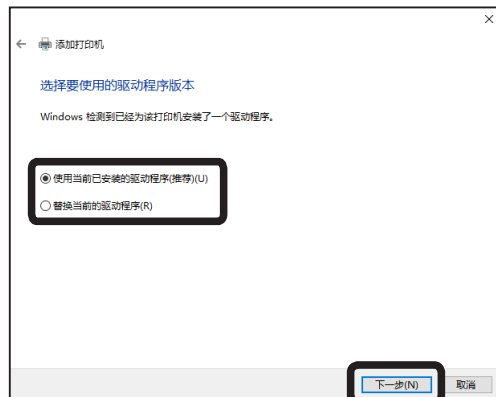 添加打印机
选择要使用的驱动程序版本
Windows 检测到已经为该打印机安装了一个驱动程序。
使用当前已安装的驱动程序(推荐)(U)
替换当前的驱动程序(R)
下一步(N) 取消